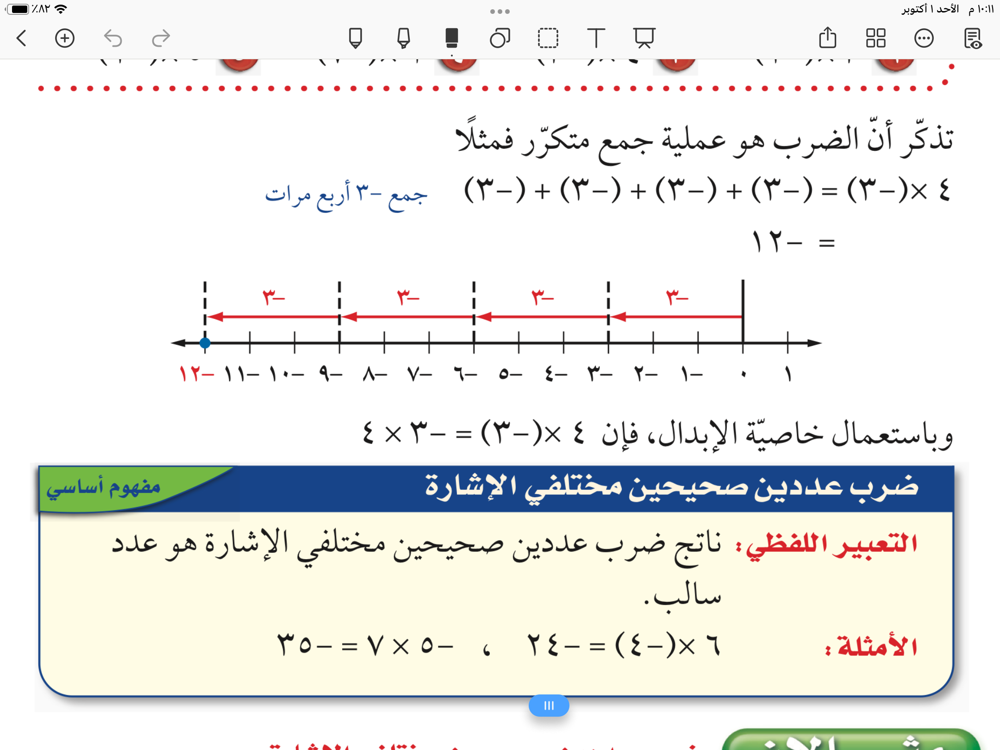 ١٠:١١ م الأحد ١ أكتوبر
٪٨٢
تذكّر أنّ الضرب هو عملية جمع متكرّر فمثلًا
٤ ×(–٣) = (–٣) + (–٣) + (–٣) + (–٣) جمع –٣ أربع مرات
= –١٢
–٣ –٣ –٣ –٣
١ ٠ –١ –٢ –٣ –٤ –٥ –٦ –٧ –٨ –٩ –١٠ –١١ –١٢
وباستعمال خاصيّة الإبدال، فإن ٤ ×(–٣) = –٣ × ٤
ضرب عددين صحيحين مختلفي الإشارة
مفهوم أساسي
التعبير اللفظي: ناتج ضرب عددين صحيحين مختلفي الإشارة هو عدد
سالب.
الأمثلة: ٦ ×(–٤) = –٢٤ ، –٥ × ٧ = –٣٥